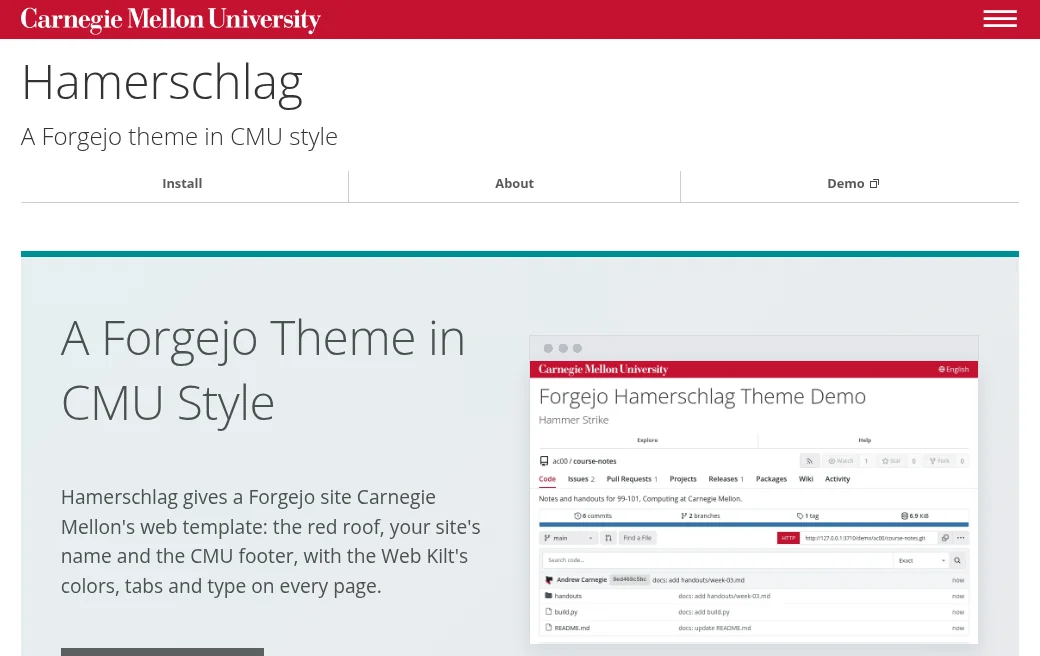 Carnegie Mellon University
Hamerschlag
A Forgejo theme in CMU style
Install About Demo
A Forgejo Theme in
CMU Style
Hamerschlag gives a Forgejo site Carnegie
Mellon's web template: the red roof, your site's
name and the CMU footer, with the Web Kilt's
colors, tabs and type on every page.
Carnegie Mellon University English
Forgejo Hamerschlag Theme Demo
Hammer Strike
Explore Help
ac00 / course-notes Watch 1 Star 0 Fork 0
Code Issues 2 Pull Requests 1 Projects Releases 1 Packages Wiki Activity
Notes and handouts for 99-101, Computing at Carnegie Mellon.
6 commits 2 branches 1 tag 6.9 KiB
main Find a File HTTP http://127.0.0.1:3710/demo/ac00/course-notes.git
Search code... Exact
Andrew Carnegie docs: add handouts/week-03.md now
handouts docs: add handouts/week-03.md now
build.py docs: add build.py now
README.md docs: update README.md now